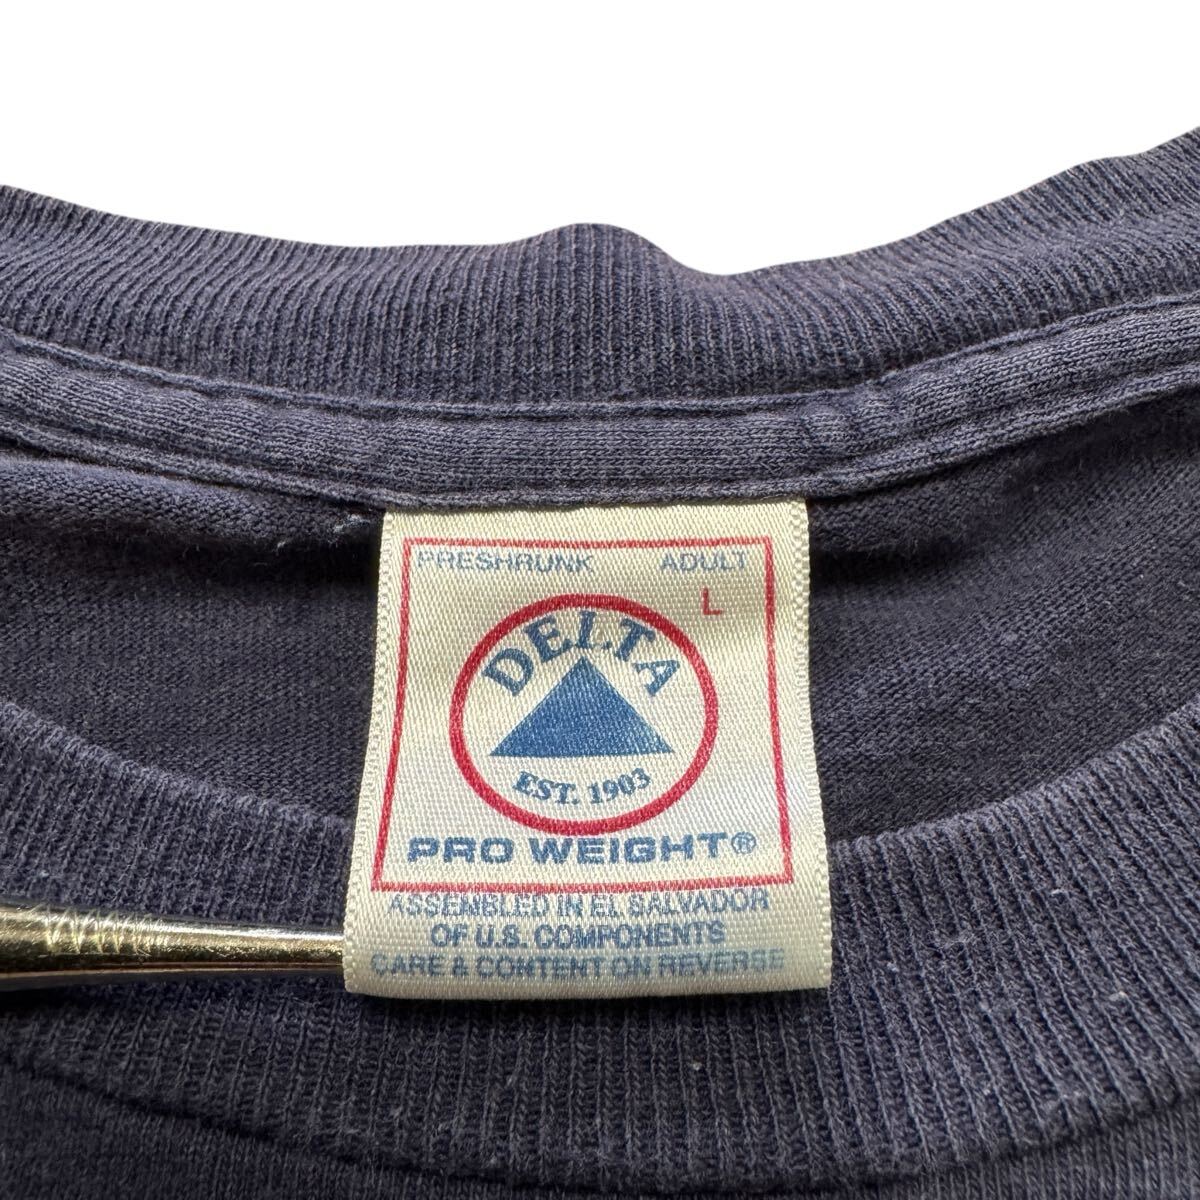 PRESHRUNK ADULT
L
DELTA
EST. 1903
PRO WEIGHT®
ASSEMBLED IN EL SALVADOR
OF U.S. COMPONENTS
CARE & CONTENT ON REVERSE